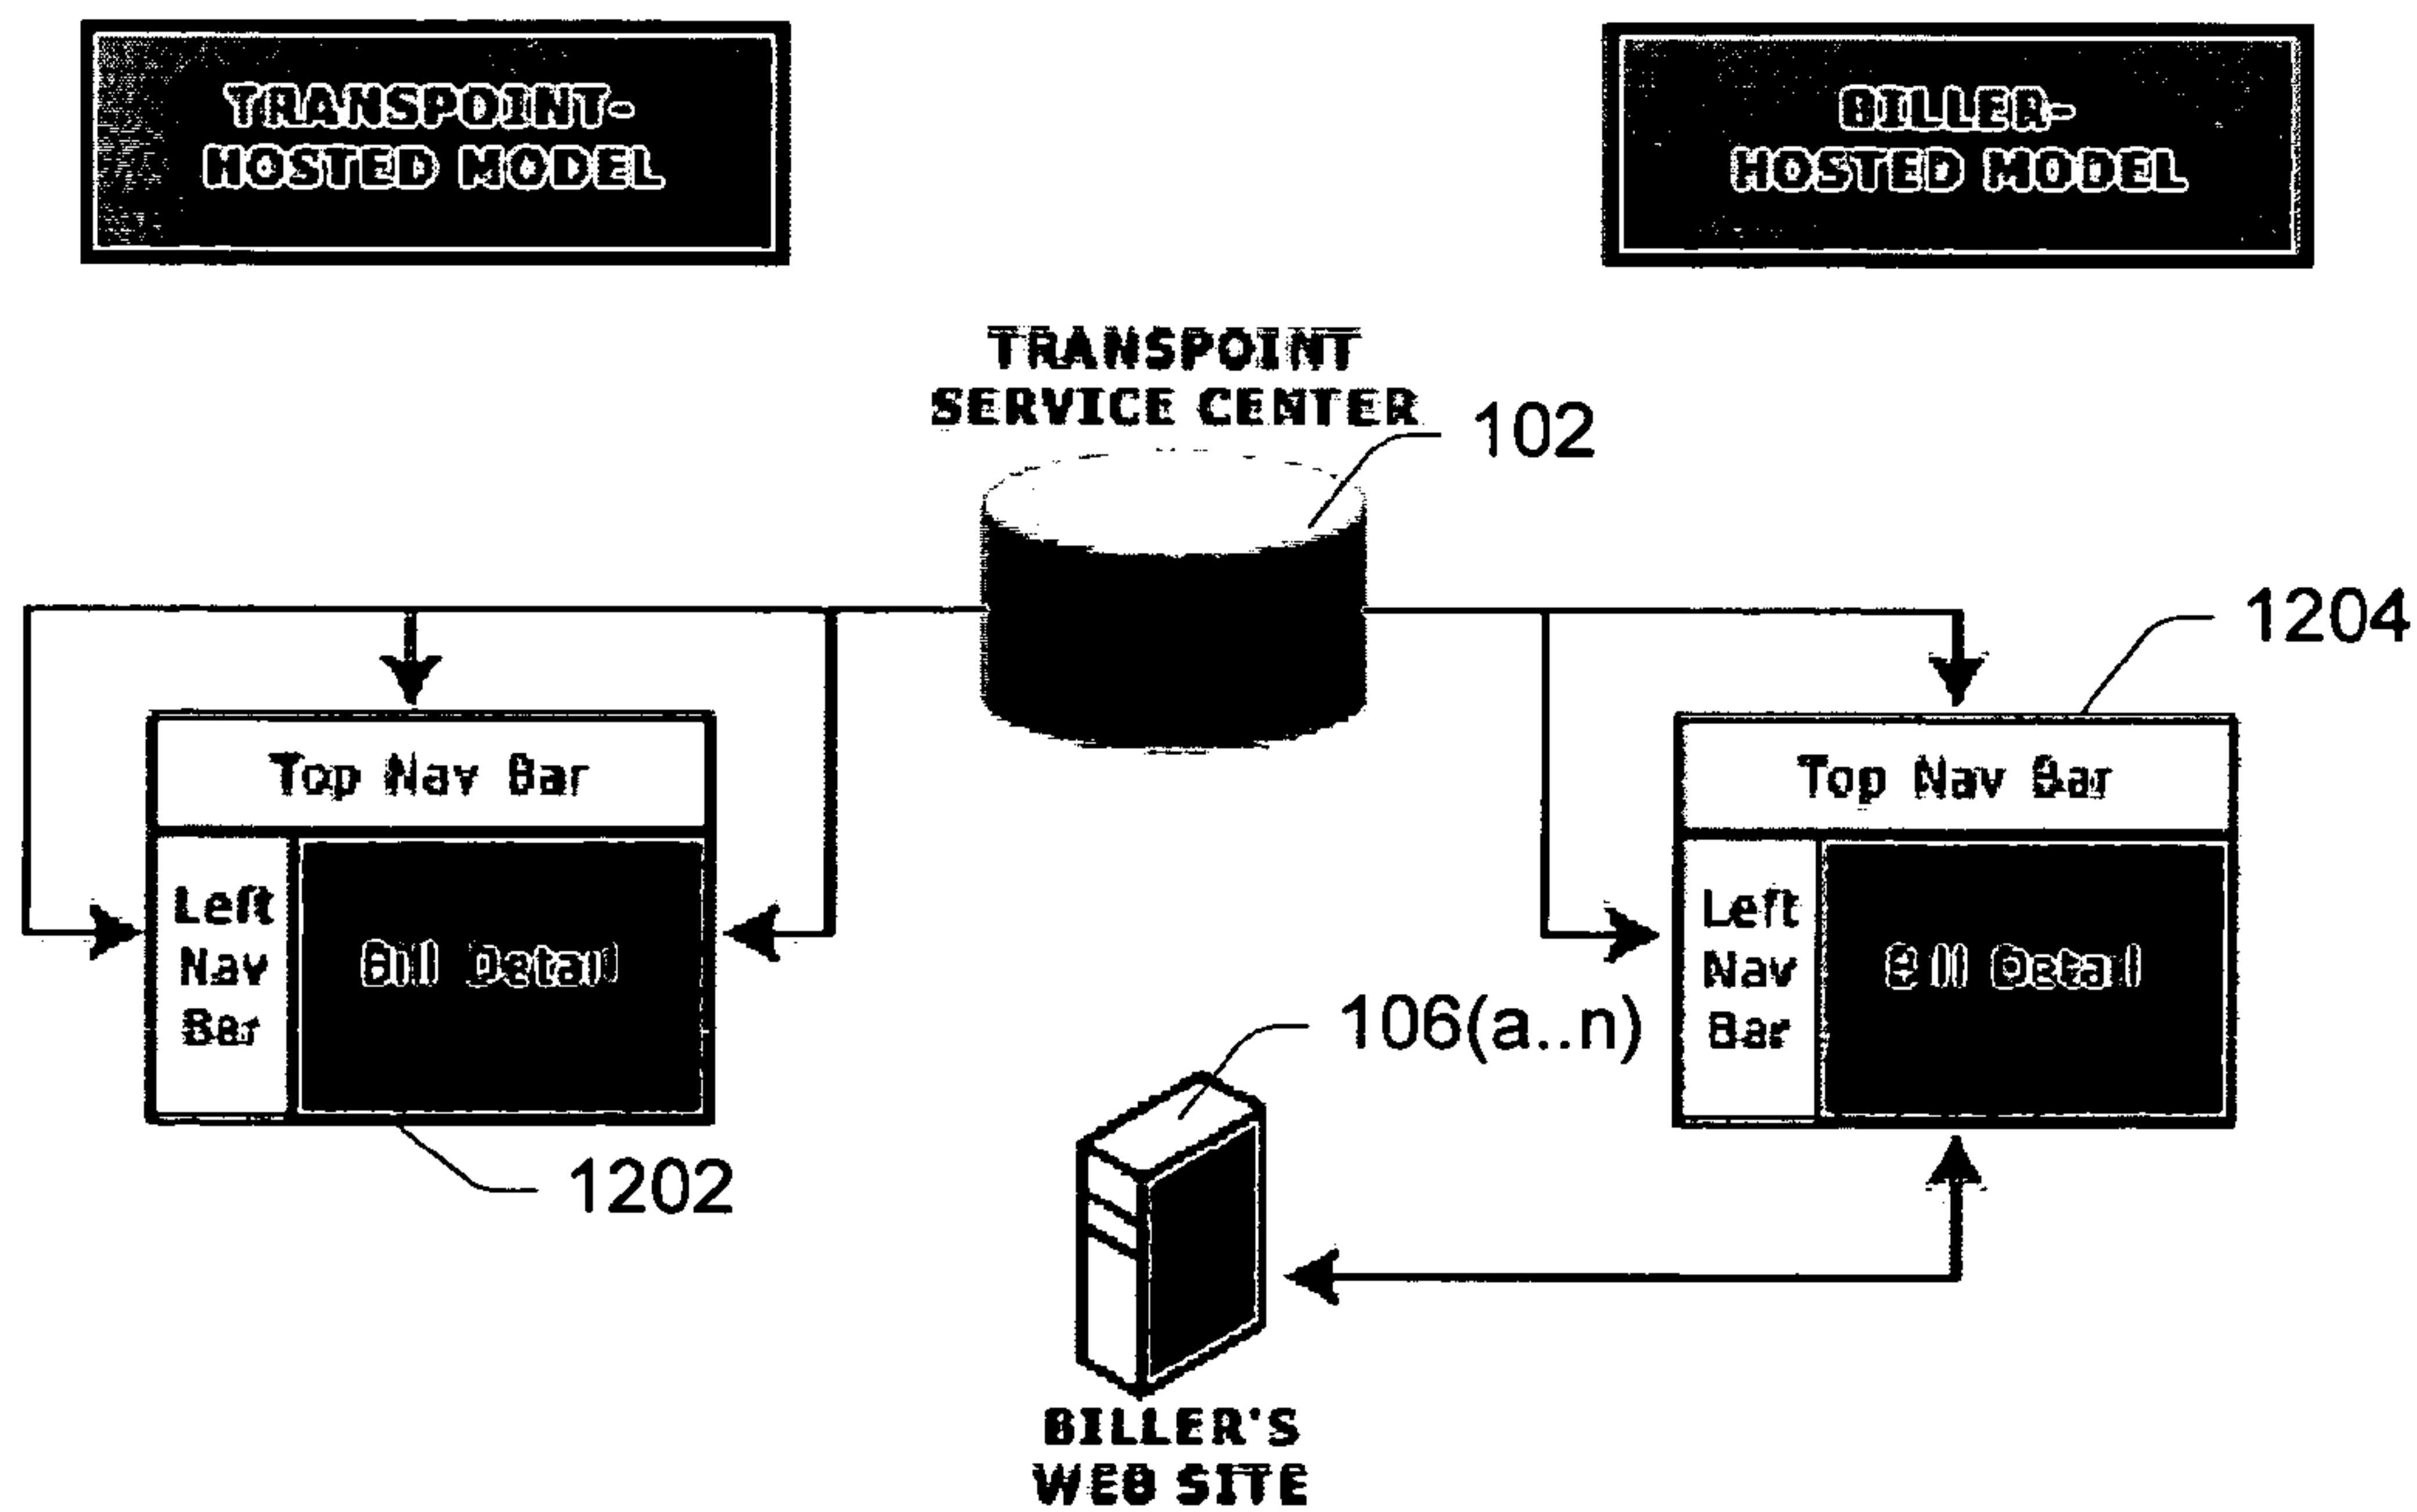 TRANSPOINT-
HOSTED MODEL
BILLER-
HOSTED MODEL
TRANSPOINT
SERVICE CENTER
102
1204
Top Nav Bar
Left
Nav
Bar
Bill Detail
1202
Top Nav Bar
Left
Nav
Bar
Bill Detail
106(a..n)
BILLER'S
WEB SITE